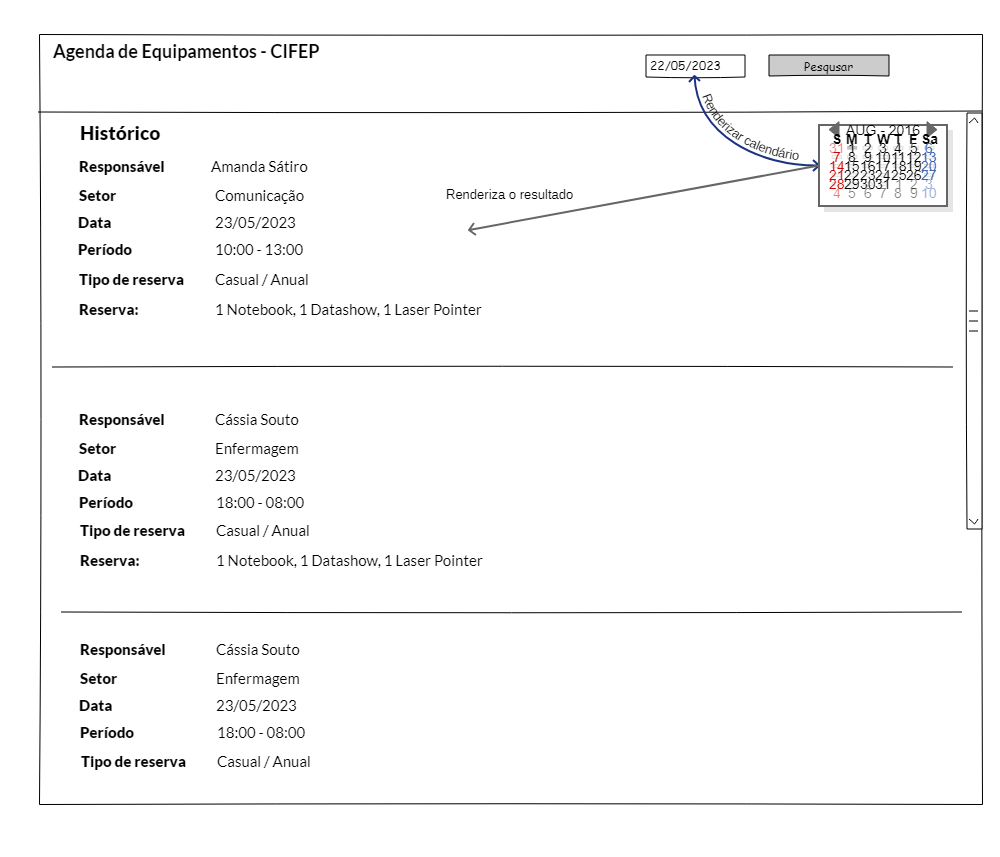 Agenda de Equipamentos - CIFEP
22/05/2023 Pesqusar
Renderizar calendário
AUG - 2016
S M T W T F Sa
31 1 2 3 4 5 6
7 8 9 10 11 12 13
14 15 16 17 18 19 20
21 22 23 24 25 26 27
28 29 30 31 1 2 3
4 5 6 7 8 9 10
Histórico
Responsável Amanda Sátiro
Setor Comunicação
Renderiza o resultado
Data 23/05/2023
Período 10:00 - 13:00
Tipo de reserva Casual / Anual
Reserva: 1 Notebook, 1 Datashow, 1 Laser Pointer
Responsável Cássia Souto
Setor Enfermagem
Data 23/05/2023
Período 18:00 - 08:00
Tipo de reserva Casual / Anual
Reserva: 1 Notebook, 1 Datashow, 1 Laser Pointer
Responsável Cássia Souto
Setor Enfermagem
Data 23/05/2023
Período 18:00 - 08:00
Tipo de reserva Casual / Anual